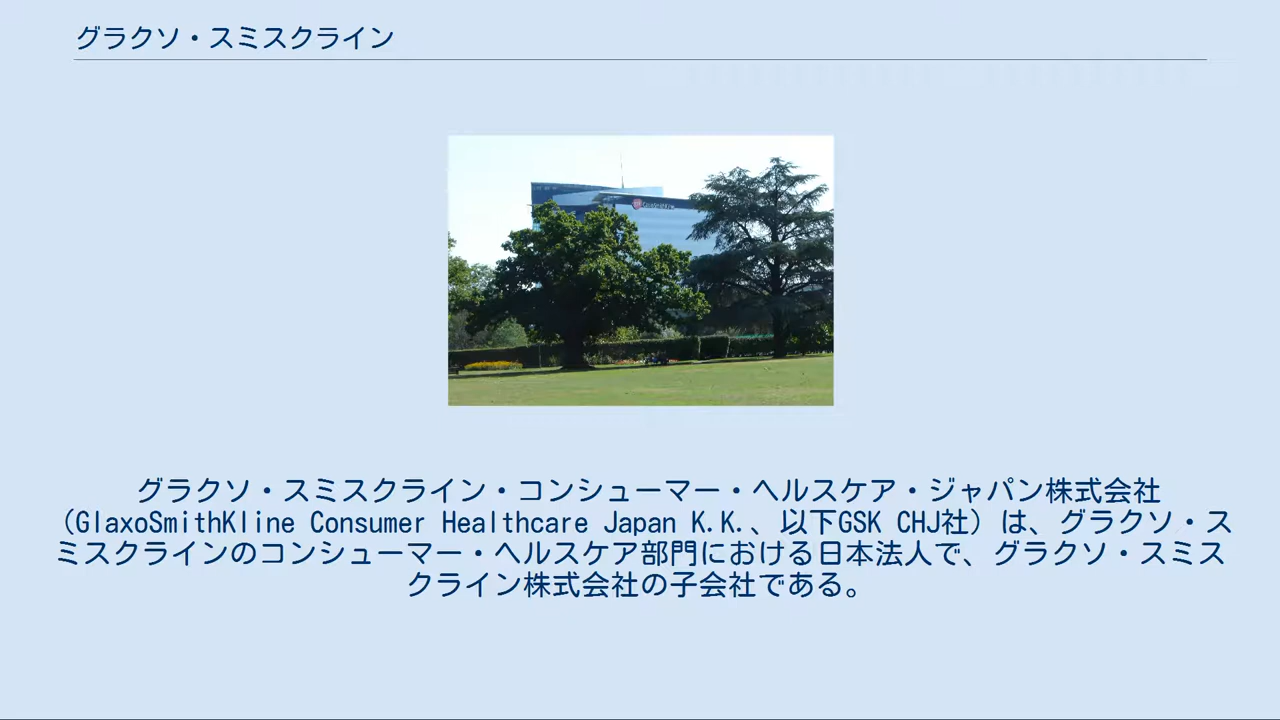 グラクソ・スミスクライン
GlaxoSmithKline
グラクソ・スミスクライン・コンシューマー・ヘルスケア・ジャパン株式会社
（GlaxoSmithKline Consumer Healthcare Japan K.K.、以下GSK CHJ社）は、グラクソ・ス
ミスクラインのコンシューマー・ヘルスケア部門における日本法人で、グラクソ・スミス
クライン株式会社の子会社である。